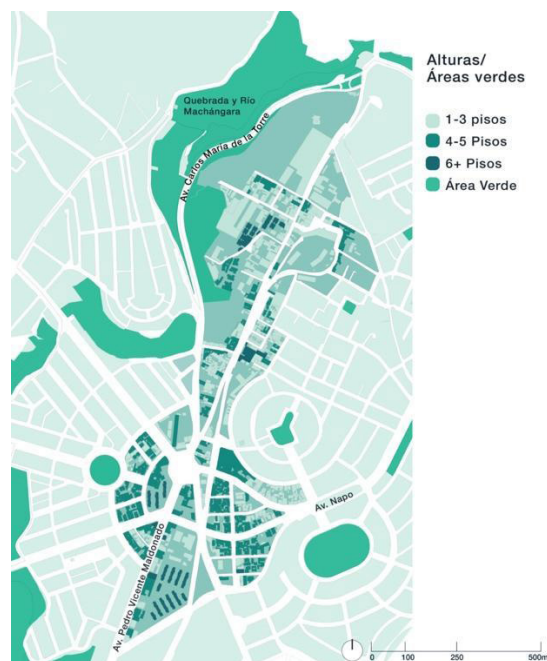 Alturas/
Áreas verdes
1-3 pisos
4-5 Pisos
6+ Pisos
Área Verde
Quebrada y Río
Machángara
Av. Carlos María de la Torre
Av. Napo
Av. Pedro Vicente Maldonado
0 100 250 500m